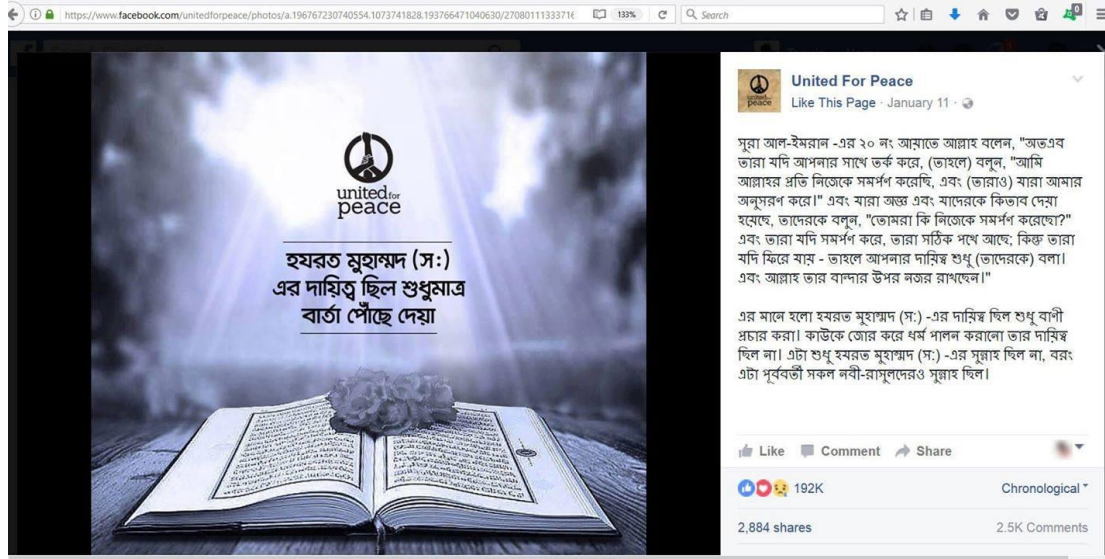 https://www.facebook.com/unitedforpeace/photos/a.196767230740554.1073741828.193766471040630/2708011133371
133%
Search
united for
peace
হযরত মুহাম্মদ (স:)
এর দায়িত্ব ছিল শুধুমাত্র
বার্তা পৌঁছে দেয়া
United For Peace
Like This Page · January 11 ·
সূরা আল-ইমরান -এর ২০ নং আয়াতে আল্লাহ বলেন, "অতএব
তারা যদি আপনার সাথে তর্ক করে, (তাহলে) বলুন, "আমি
আল্লাহর প্রতি নিজেকে সমর্পণ করেছি, এবং (তারাও) যারা আমার
অনুসরণ করে।" এবং যারা অজ্ঞ এবং যাদেরকে কিতাব দেয়া
হয়েছে, তাদেরকে বলুন, "তোমরা কি নিজেকে সমর্পণ করেছো?"
এবং তারা যদি সমর্পণ করে, তারা সঠিক পথে আছে; কিন্তু তারা
যদি ফিরে যায় - তাহলে আপনার দায়িত্ব শুধু (তাদেরকে) বলা।
এবং আল্লাহ তার বান্দার উপর নজর রাখছেন।"
এর মানে হলো হযরত মুহাম্মদ (স:) -এর দায়িত্ব ছিল শুধু বাণী
প্রচার করা। কাউকে জোর করে ধর্ম পালন করানো তার দায়িত্ব
ছিল না। এটা শুধু হযরত মুহাম্মদ (স:) -এর সুন্নাহ ছিল না, বরং
এটা পূর্ববর্তী সকল নবী-রাসুলদেরও সুন্নাহ ছিল।
Like Comment Share
192K
Chronological
2,884 shares
2.5K Comments